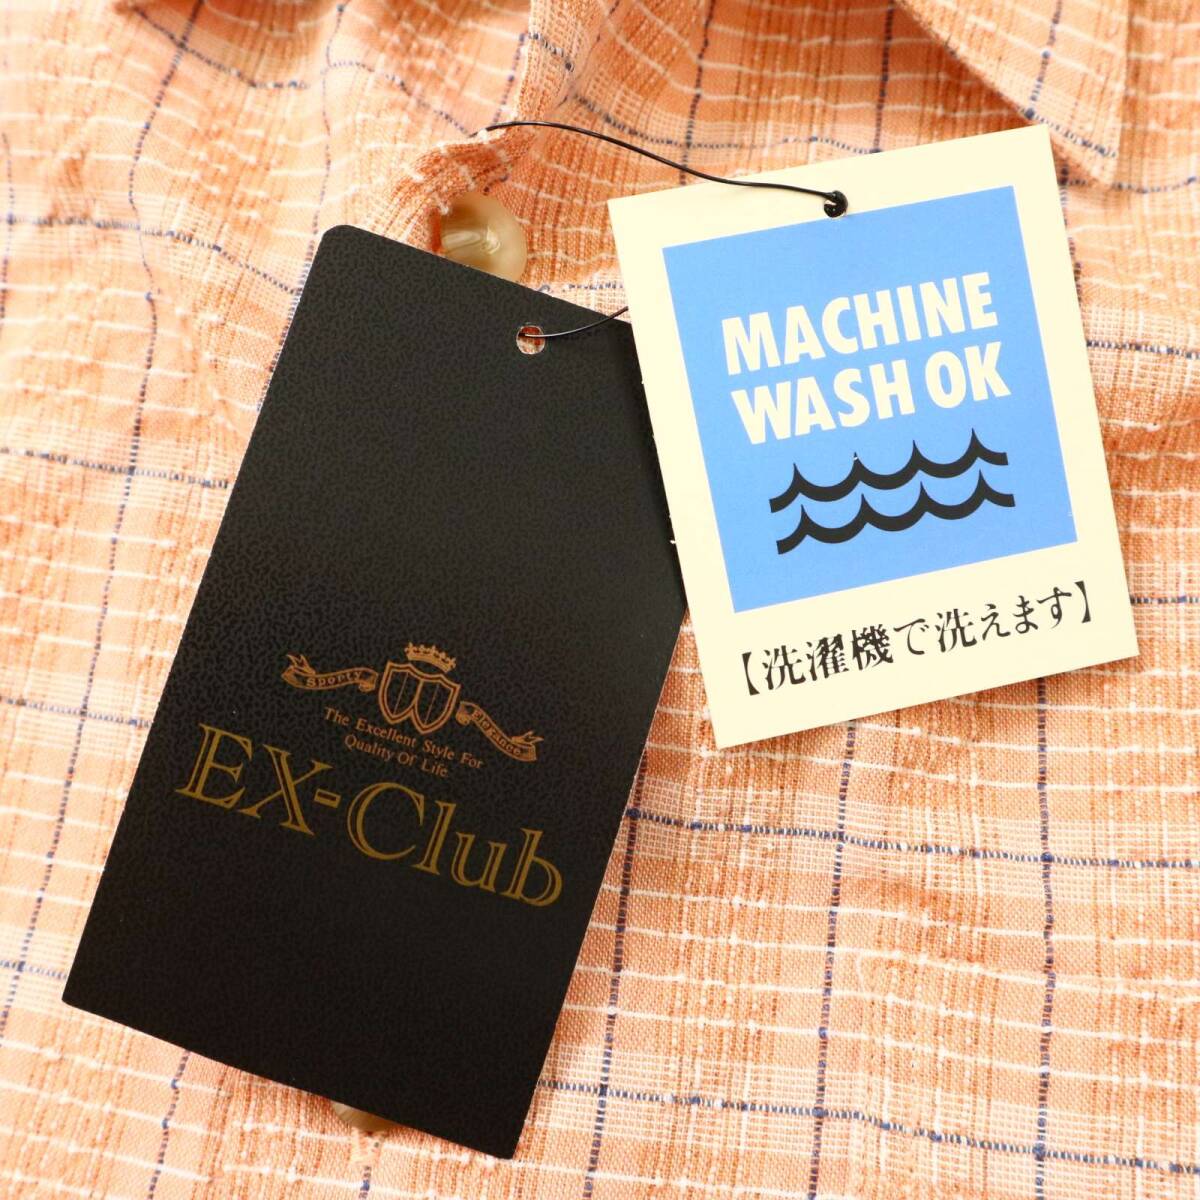 MACHINE
WASH OK
【洗濯機で洗えます】
Sporty
Elegance
The Excellent Style For
Quality Of Life
EX-Club